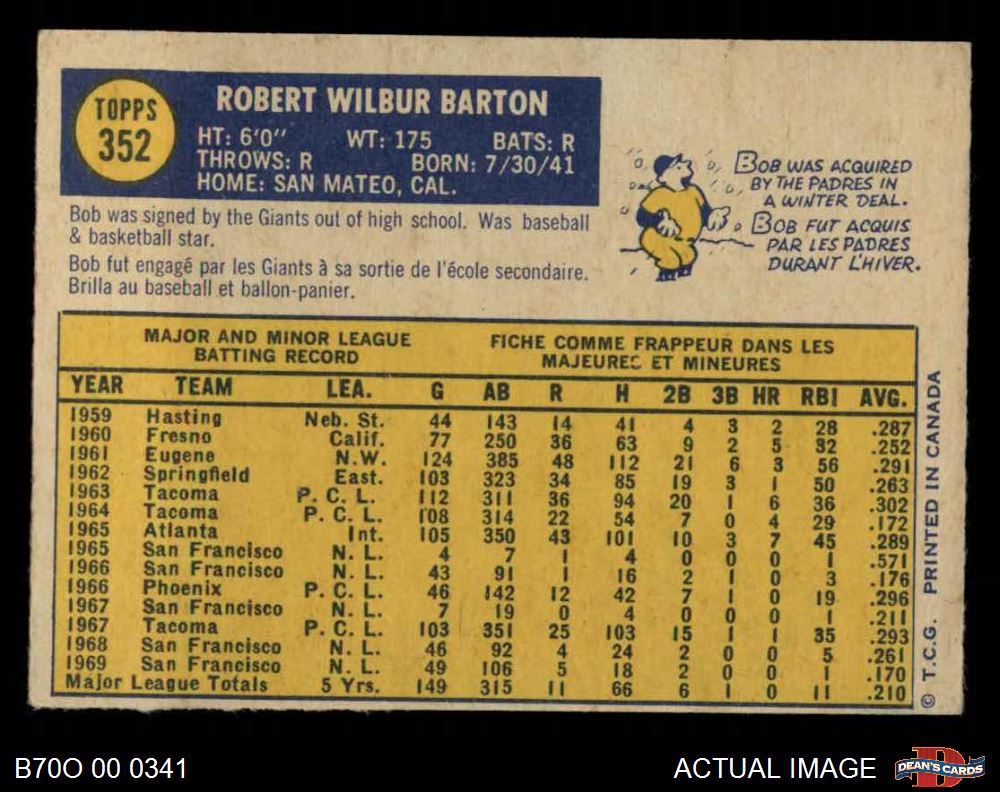 TOPPS
352
ROBERT WILBUR BARTON
HT: 6'0" WT: 175 BATS: R
THROWS: R BORN: 7/30/41
HOME: SAN MATEO, CAL.
Bob was signed by the Giants out of high school. Was baseball
& basketball star.
Bob fut engagé par les Giants à sa sortie de l'école secondaire.
Brilla au baseball et ballon-panier.
BOB WAS ACQUIRED
BY THE PADRES IN
A WINTER DEAL.
BOB FUT ACQUIS
PAR LES PADRES
DURANT L'HIVER.
MAJOR AND MINOR LEAGUE
BATTING RECORD
FICHE COMME FRAPPEUR DANS LES
MAJEURES ET MINEURES
YEAR TEAM LEA. G AB R H 2B 3B HR RBI AVG.
1959 Hasting Neb. St. 44 143 14 41 4 3 2 28 .287
1960 Fresno Calif. 77 250 36 63 9 2 5 32 .252
1961 Eugene N.W. 124 385 48 112 21 6 3 56 .291
1962 Springfield East. 103 323 34 85 19 3 1 50 .263
1963 Tacoma P. C. L. 112 311 36 94 20 1 6 36 .302
1964 Tacoma P. C. L. 108 314 22 54 7 0 4 29 .172
1965 Atlanta Int. 105 350 43 101 10 3 7 45 .289
1965 San Francisco N. L. 4 7 1 4 0 0 0 1 .571
1966 San Francisco N. L. 43 91 1 16 2 1 0 3 .176
1966 Phoenix P. C. L. 46 142 12 42 7 1 0 19 .296
1967 San Francisco N. L. 7 19 0 4 0 0 0 1 .211
1967 Tacoma P. C. L. 103 351 25 103 15 1 1 35 .293
1968 San Francisco N. L. 46 92 4 24 2 0 0 5 .261
1969 San Francisco N. L. 49 106 5 18 2 0 0 1 .170
Major League Totals 5 Yrs. 149 315 11 66 6 1 0 11 .210
© T.C.G. PRINTED IN CANADA
B70O 00 0341
ACTUAL IMAGE
DEAN'S CARDS